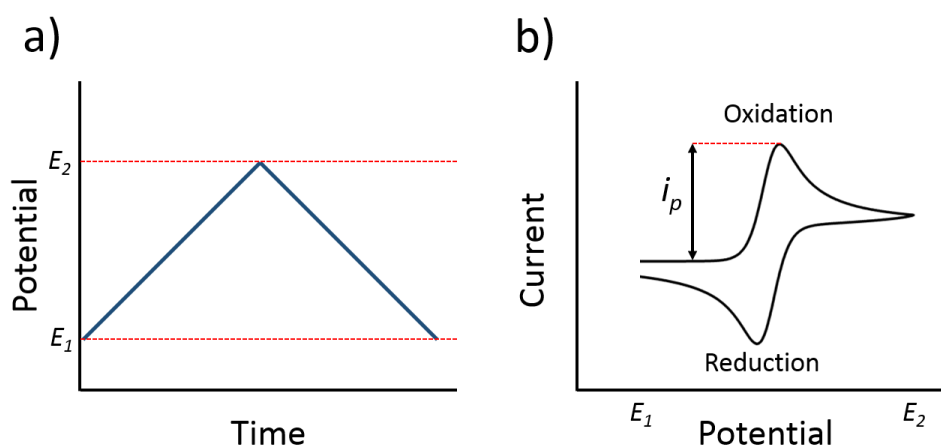 a)
E2
Potential
E1
Time
b)
Oxidation
ip
Current
Reduction
E1
E2
Potential